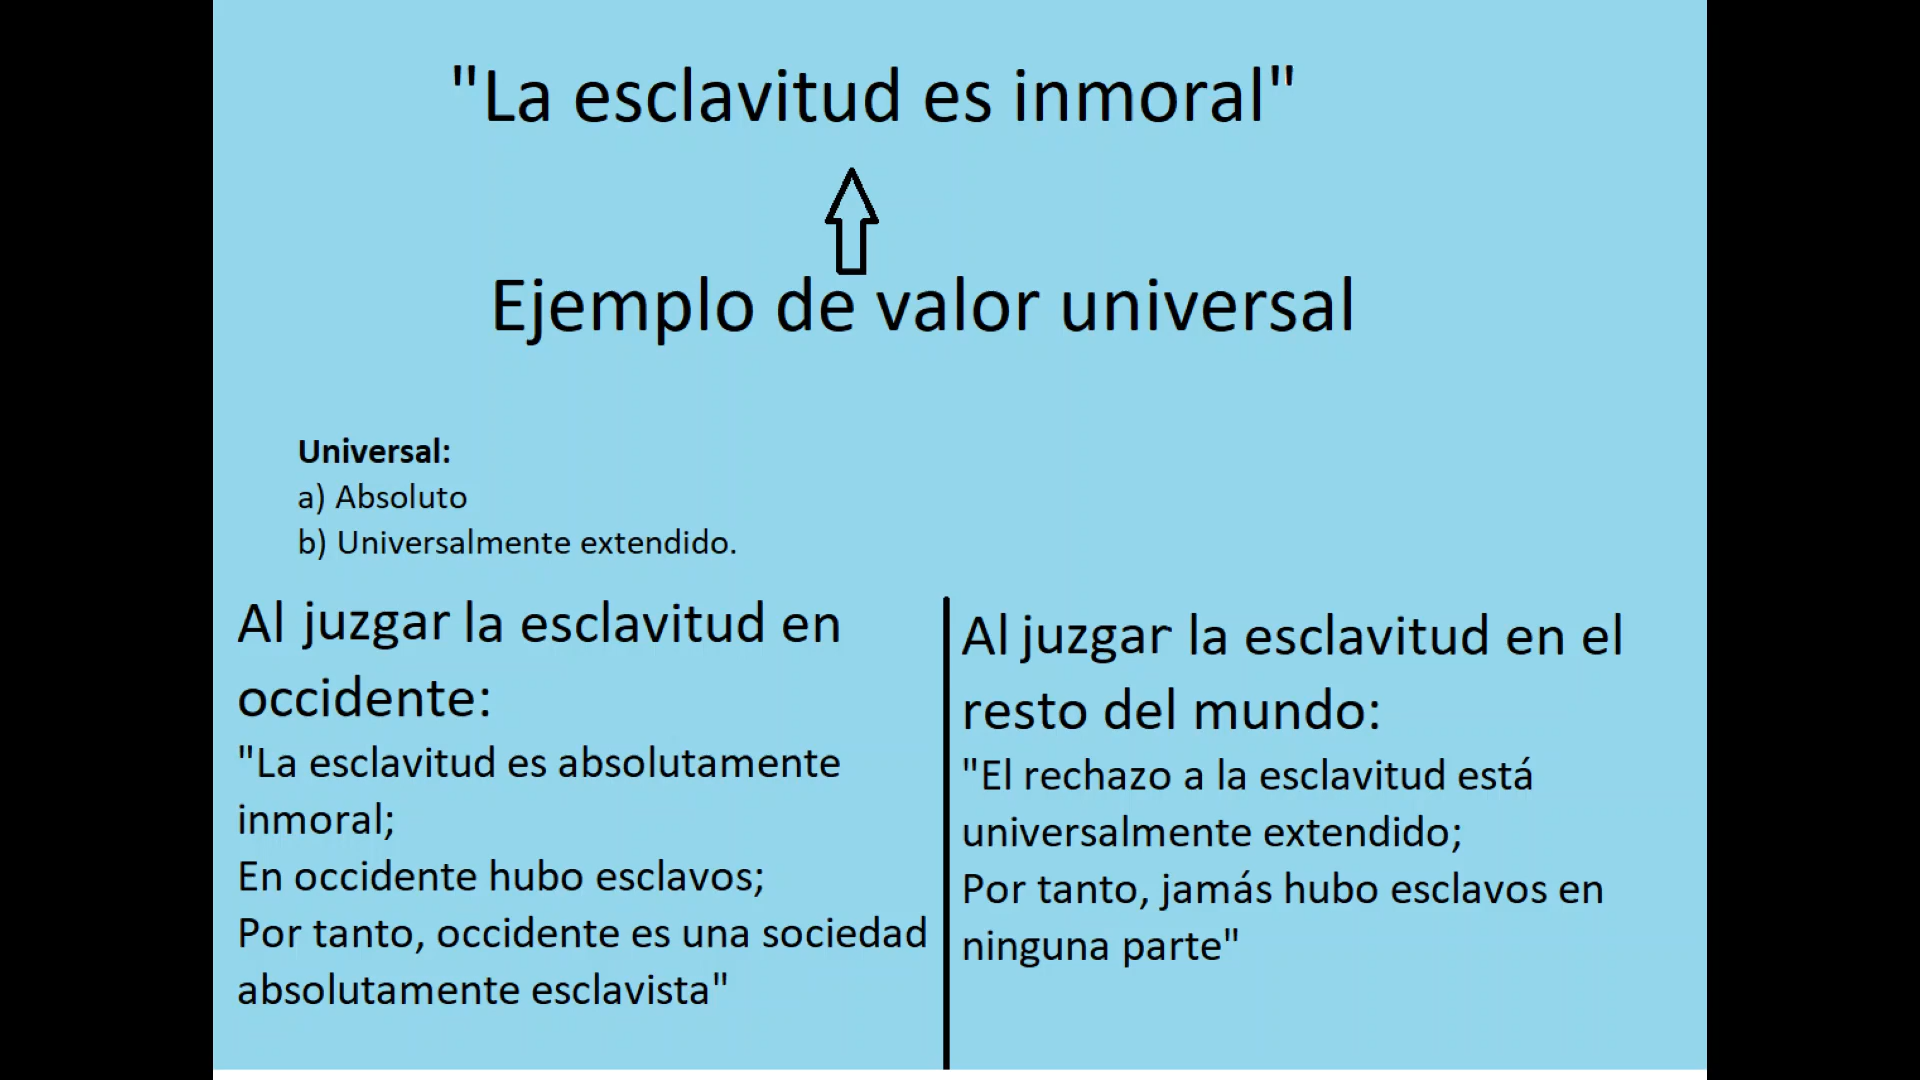 "La esclavitud es inmoral"
Ejemplo de valor universal
Universal:
a) Absoluto
b) Universalmente extendido.
Al juzgar la esclavitud en
occidente:
"La esclavitud es absolutamente
inmoral;
En occidente hubo esclavos;
Por tanto, occidente es una sociedad
absolutamente esclavista"
Al juzgar la esclavitud en el
resto del mundo:
"El rechazo a la esclavitud está
universalmente extendido;
Por tanto, jamás hubo esclavos en
ninguna parte"